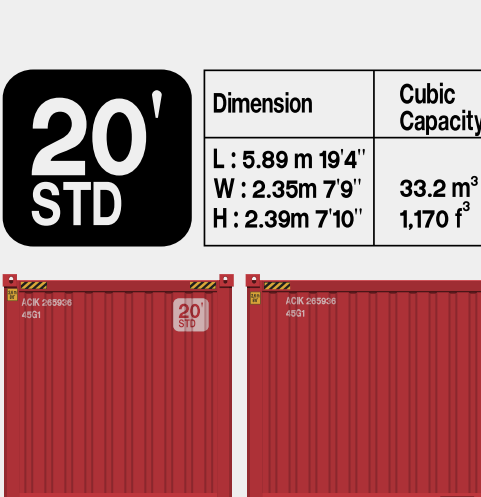 20'
STD
Dimension
Cubic
Capacity
L : 5.89 m 19'4"
W : 2.35m 7'9"
H : 2.39m 7'10"
33.2 m³
1,170 f³
ACIK 265936
45G1
20'
STD
ACIK 265936
45G1